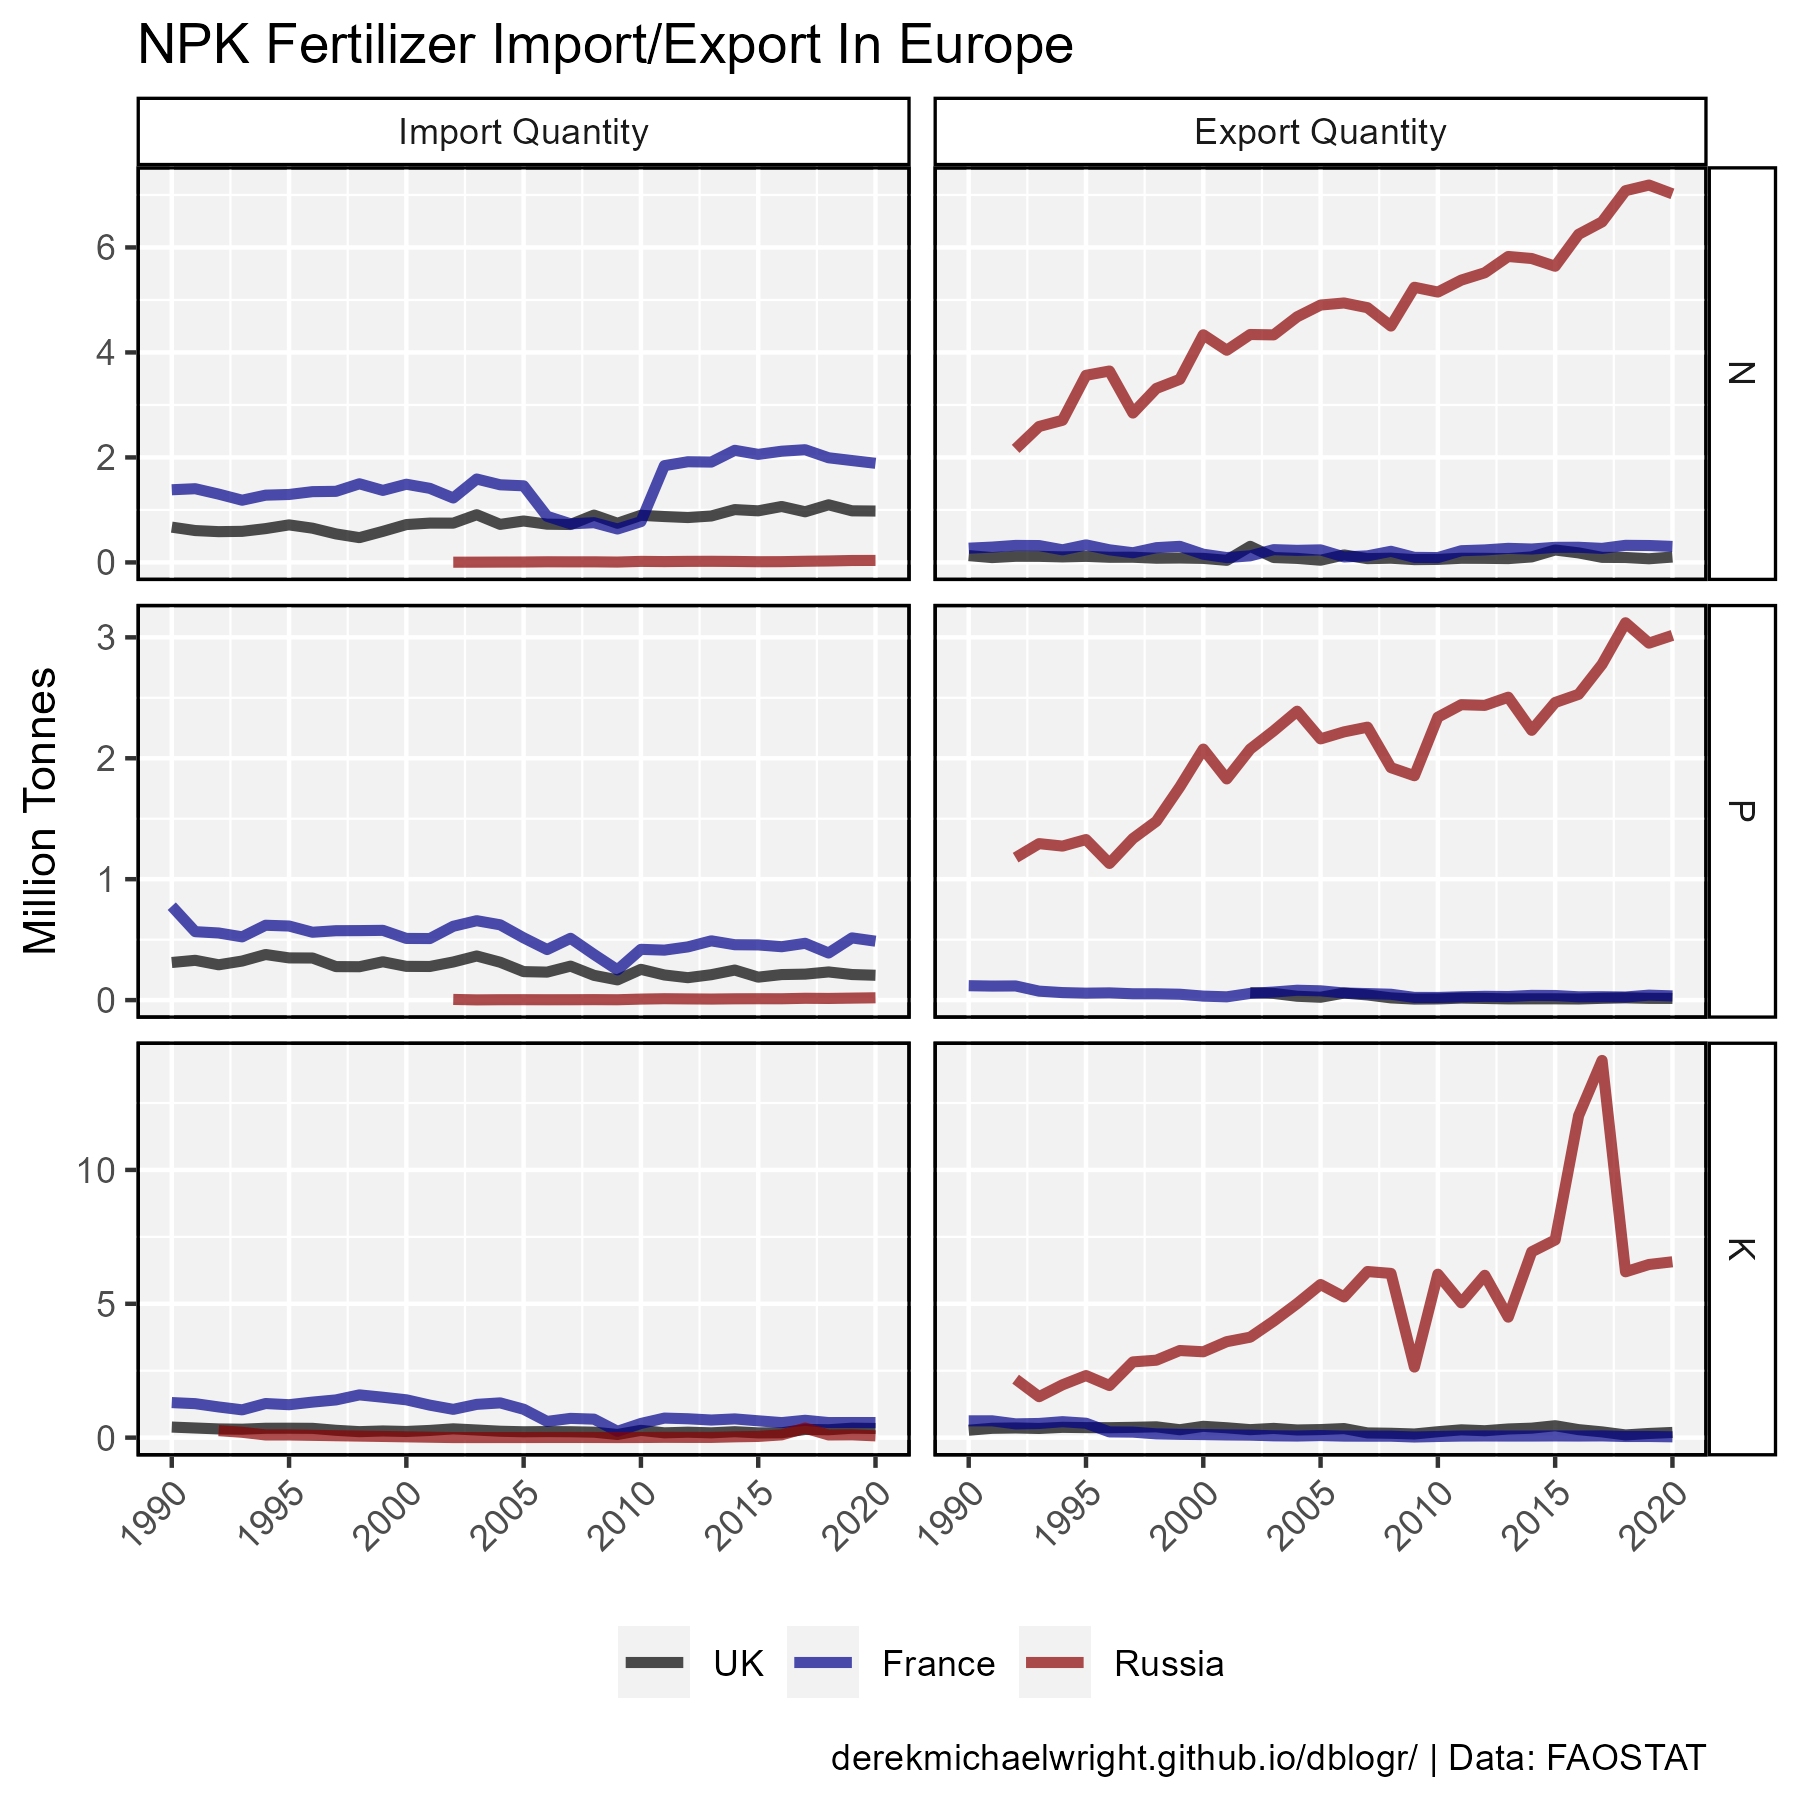 NPK Fertilizer Import/Export In Europe
Import Quantity
Export Quantity
6
4
2
0
N
3
2
1
0
P
10
5
0
K
Million Tonnes
1990 1995 2000 2005 2010 2015 2020
1990 1995 2000 2005 2010 2015 2020
UK France Russia
derekmichaelwright.github.io/dblogr/ | Data: FAOSTAT